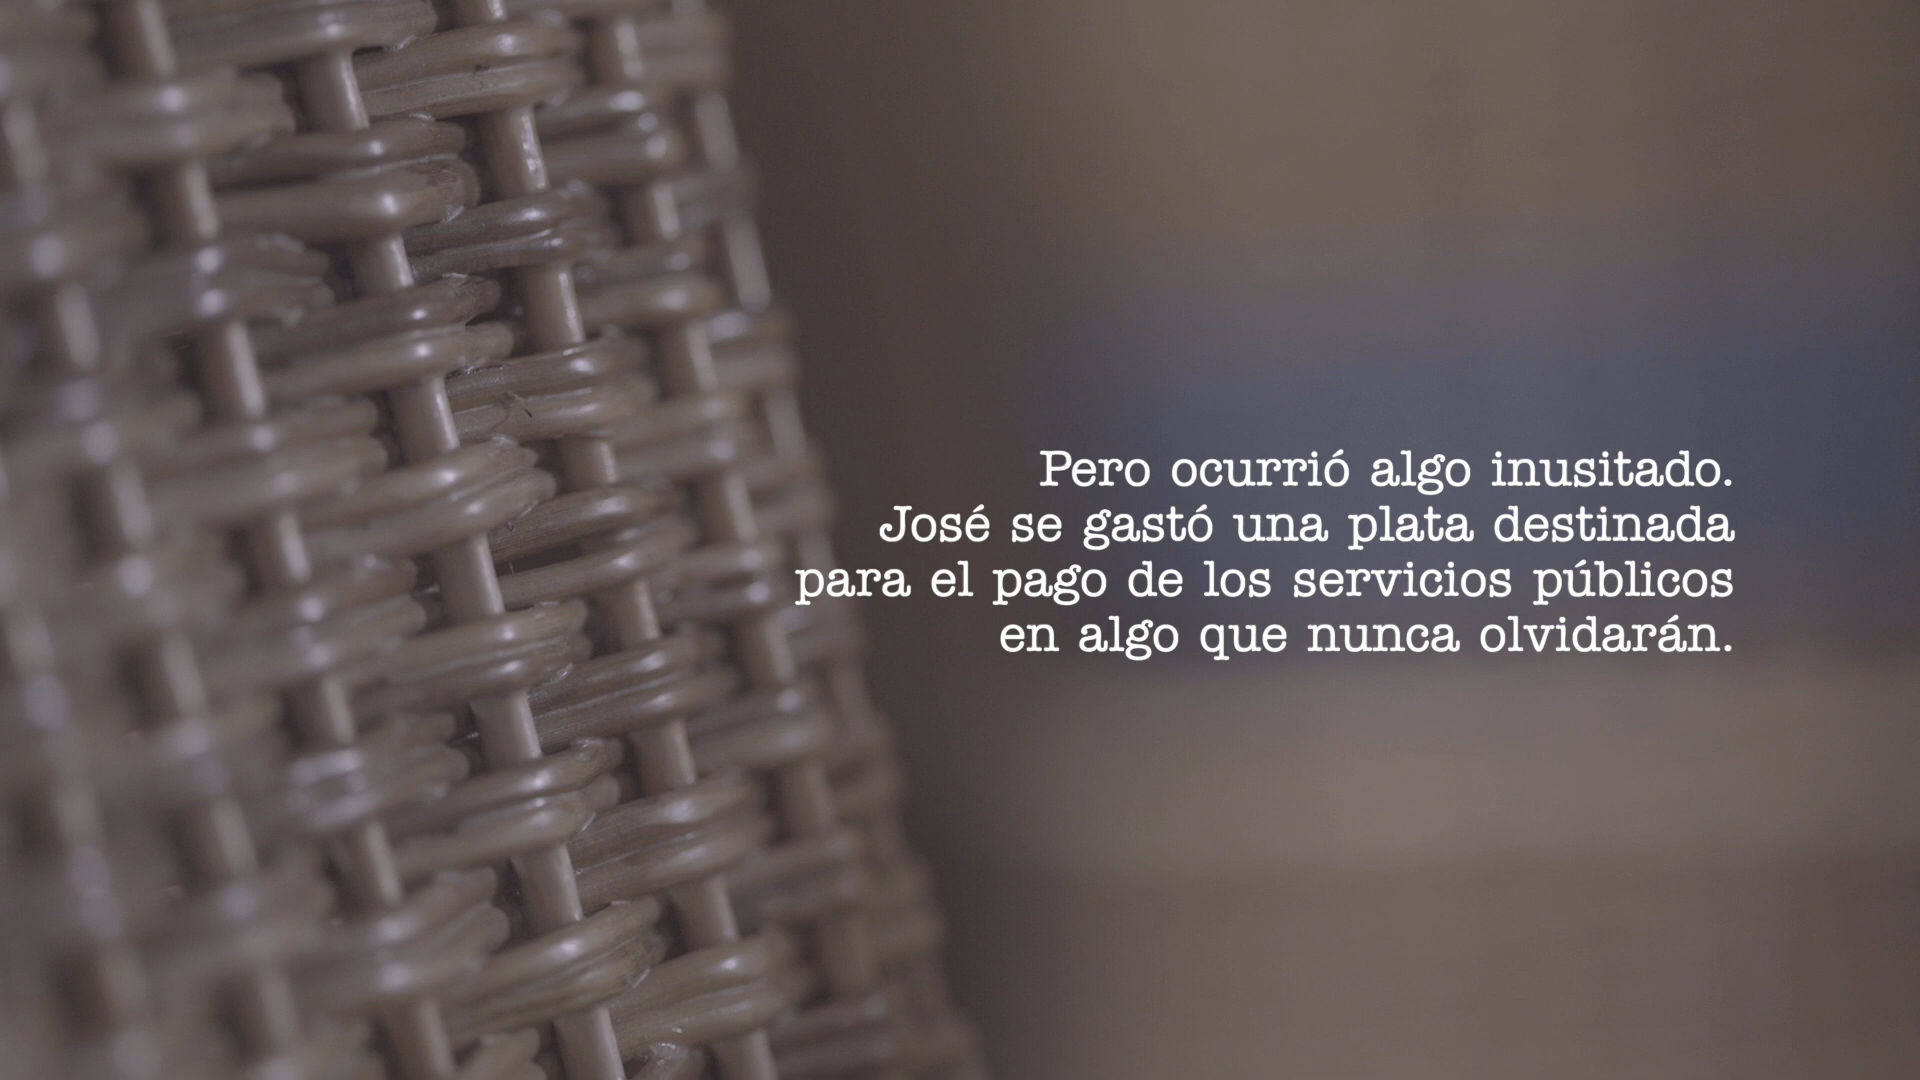 Pero ocurrió algo inusitado.
José se gastó una plata destinada
para el pago de los servicios públicos
en algo que nunca olvidarán.